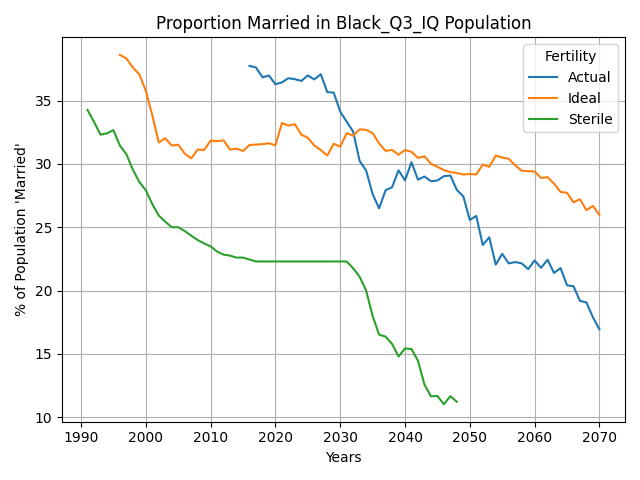 Proportion Married in Black_Q3_IQ Population
% of Population 'Married'
35
30
25
20
15
10
Fertility
Actual
Ideal
Sterile
1990 2000 2010 2020 2030 2040 2050 2060 2070
Years